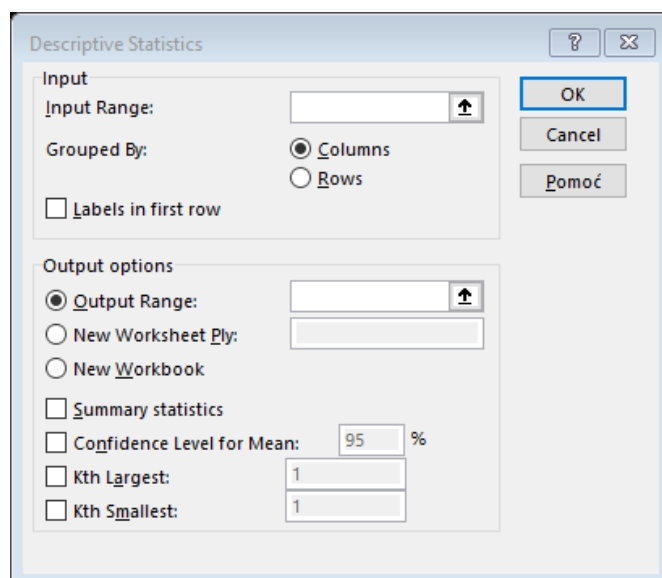 Descriptive Statistics
?
Input
Input Range:
OK
Cancel
Grouped By:
Columns
Rows
Pomoć
Labels in first row
Output options
Output Range:
New Worksheet Ply:
New Workbook
Summary statistics
Confidence Level for Mean: 95 %
Kth Largest: 1
Kth Smallest: 1